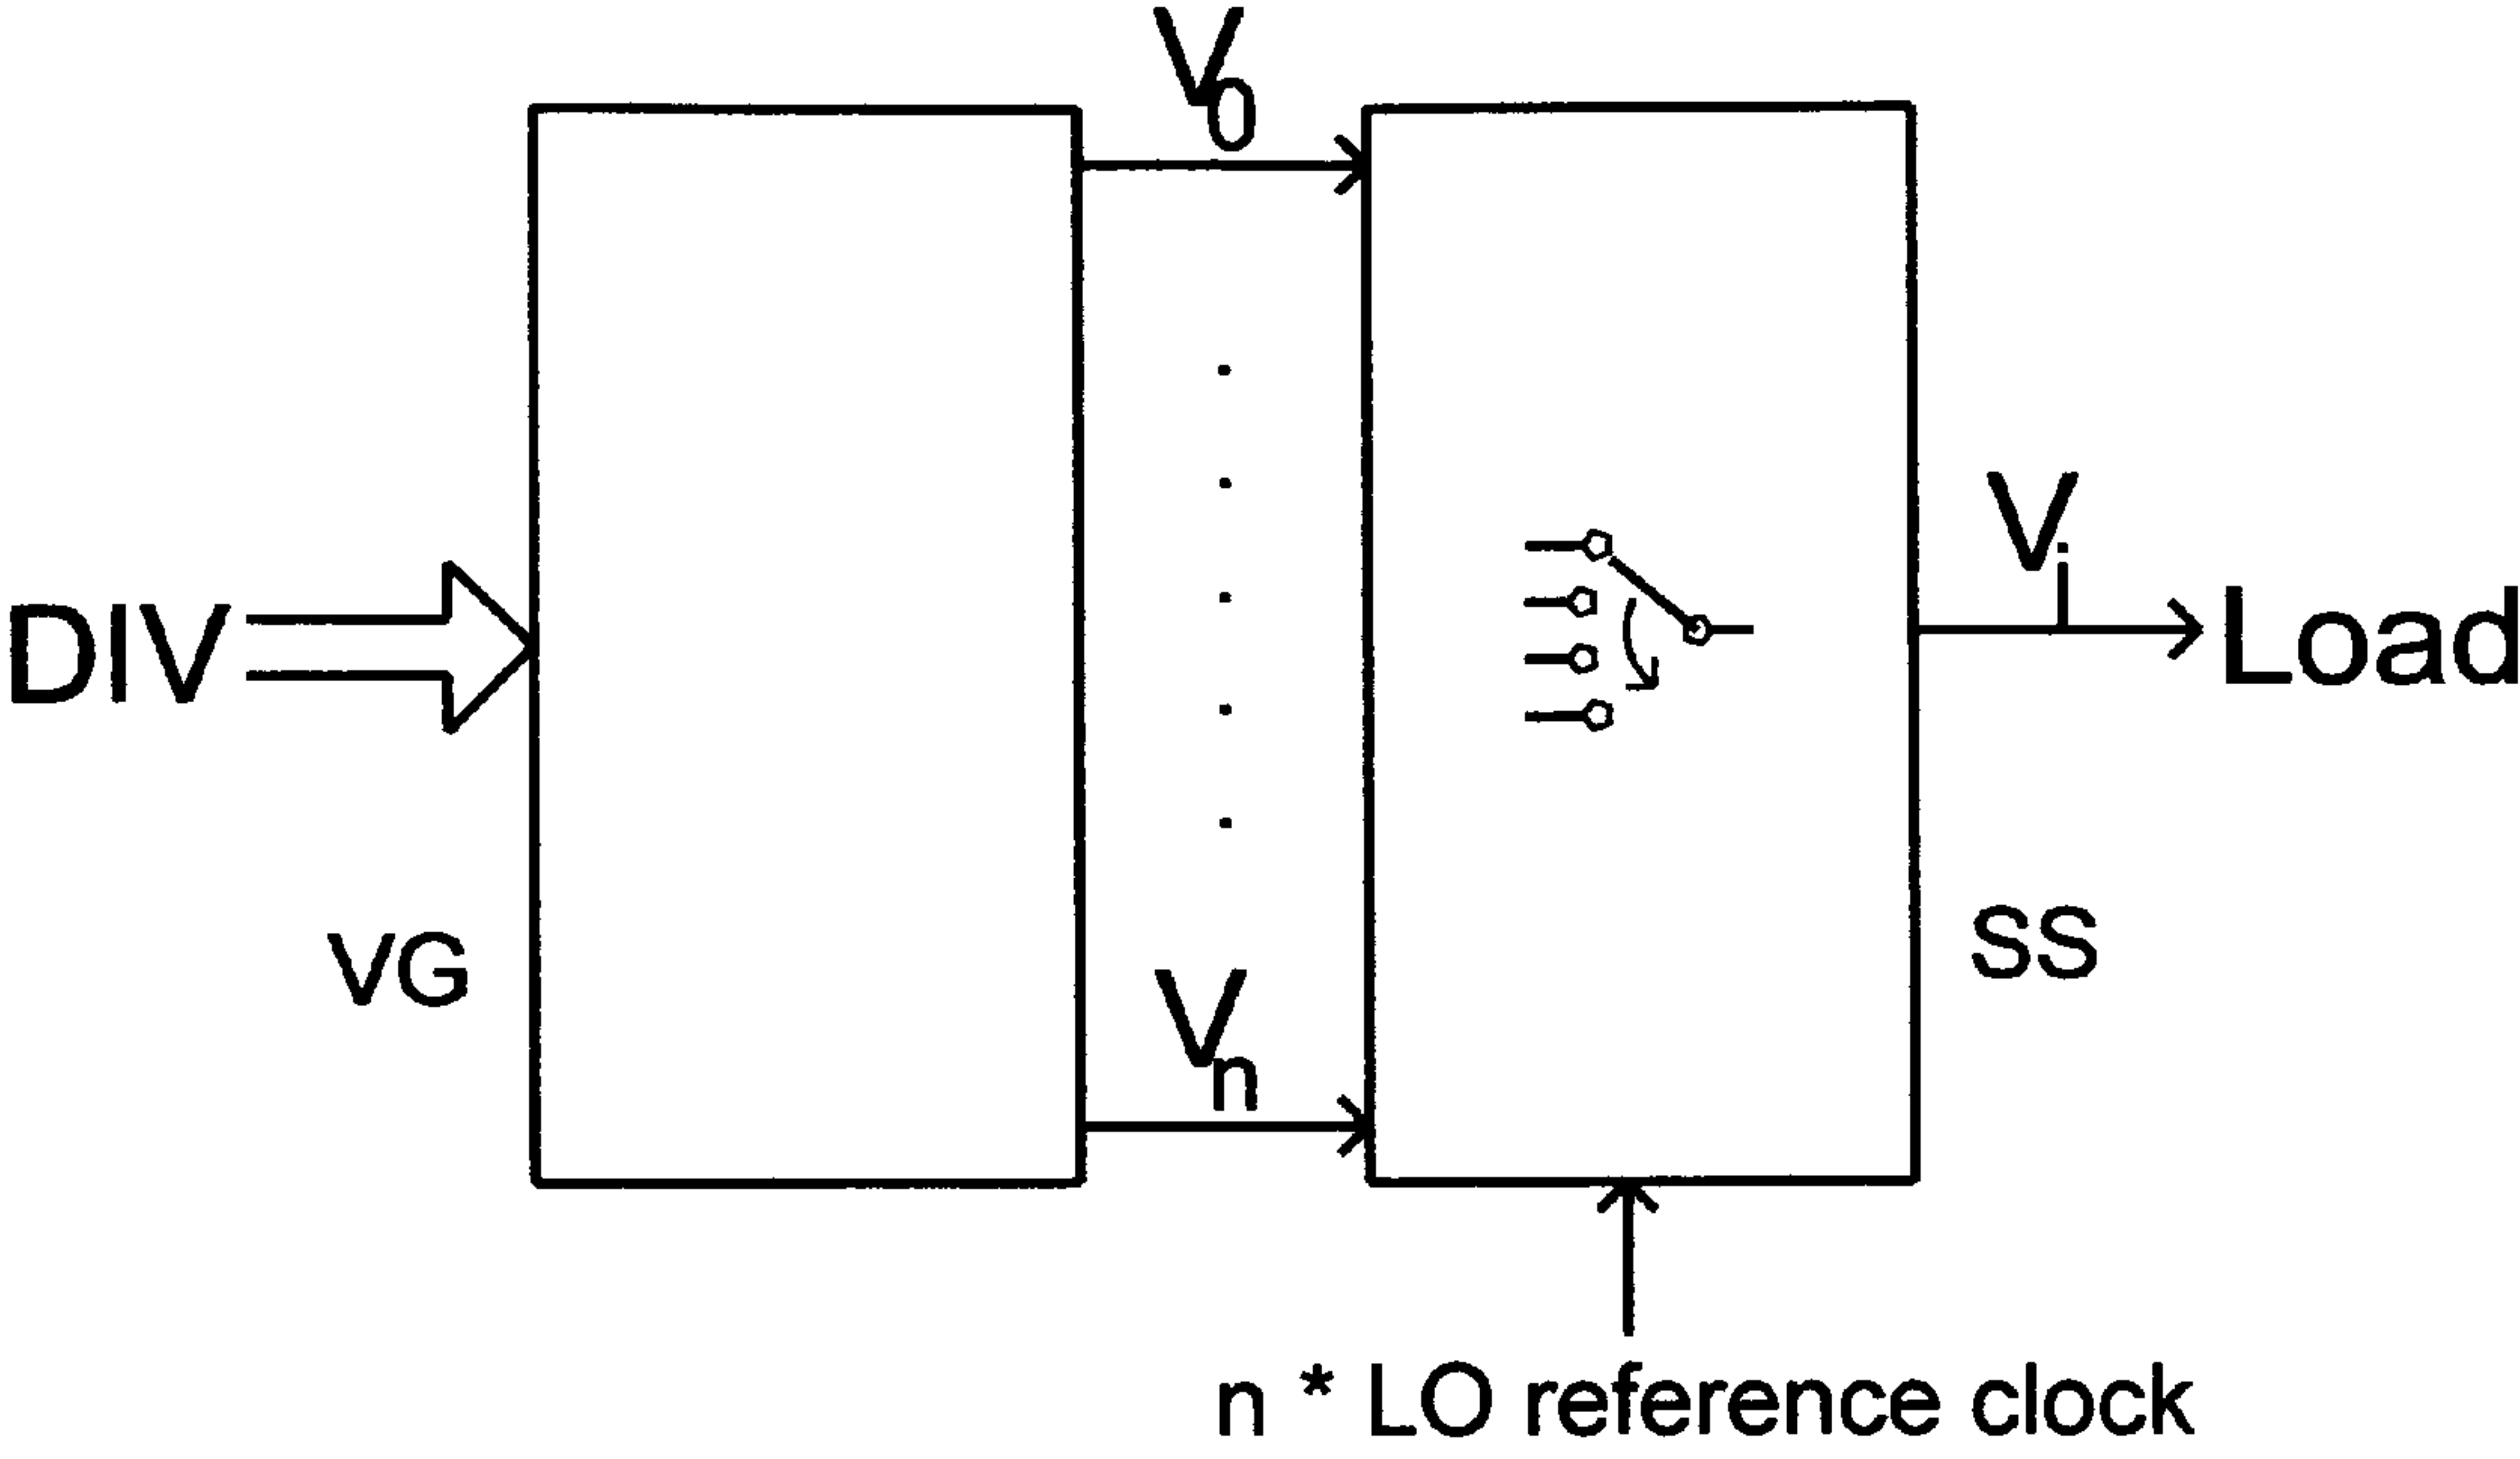 V0
Vi
DIV
Load
VG
SS
Vn
n * LO reference clock